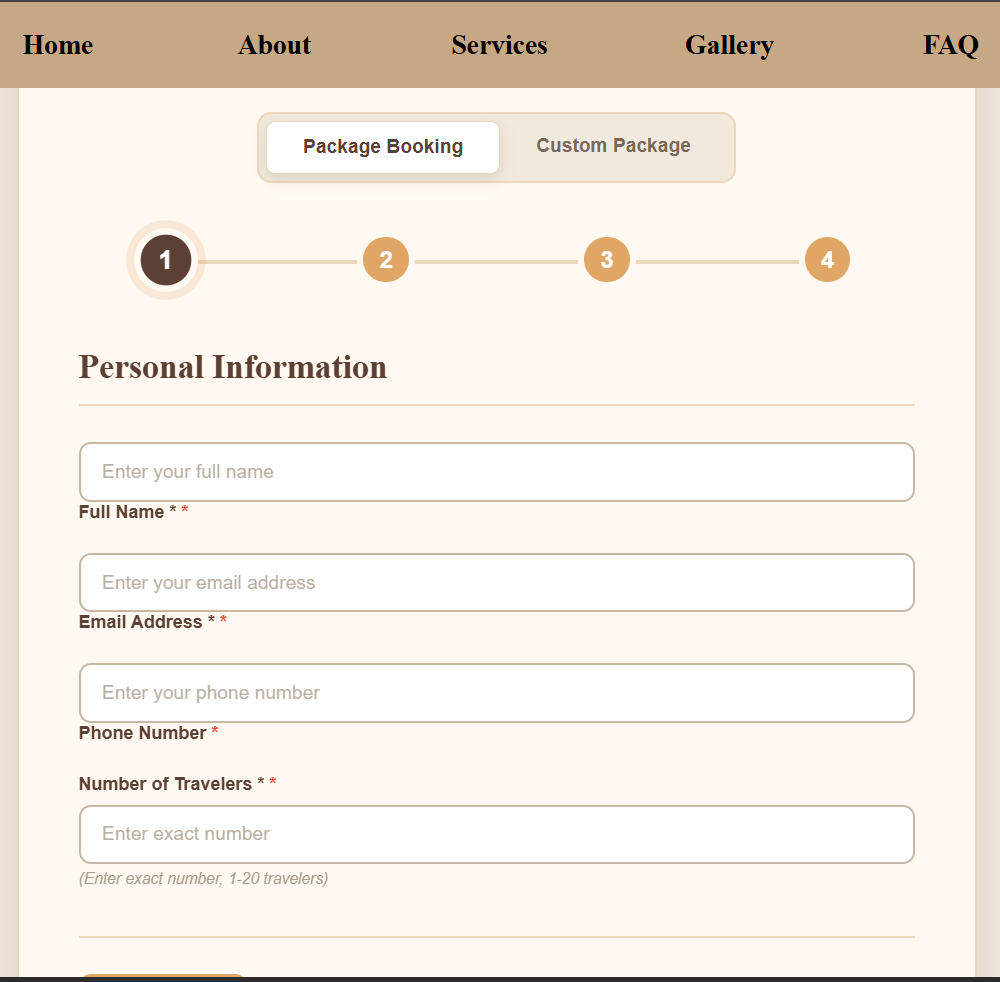 Home About Services Gallery FAQ
Package Booking Custom Package
1 2 3 4
Personal Information
Enter your full name
Full Name * *
Enter your email address
Email Address * *
Enter your phone number
Phone Number *
Number of Travelers * *
Enter exact number
(Enter exact number, 1-20 travelers)